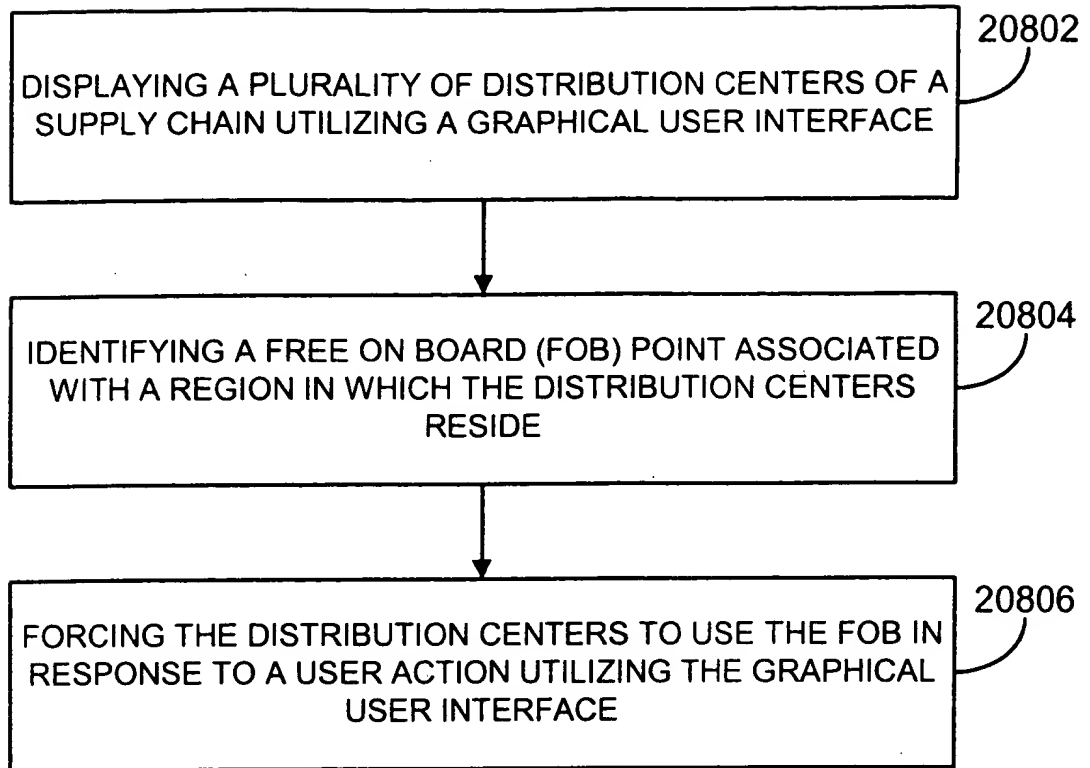 20802
DISPLAYING A PLURALITY OF DISTRIBUTION CENTERS OF A
SUPPLY CHAIN UTILIZING A GRAPHICAL USER INTERFACE
20804
IDENTIFYING A FREE ON BOARD (FOB) POINT ASSOCIATED
WITH A REGION IN WHICH THE DISTRIBUTION CENTERS
RESIDE
20806
FORCING THE DISTRIBUTION CENTERS TO USE THE FOB IN
RESPONSE TO A USER ACTION UTILIZING THE GRAPHICAL
USER INTERFACE